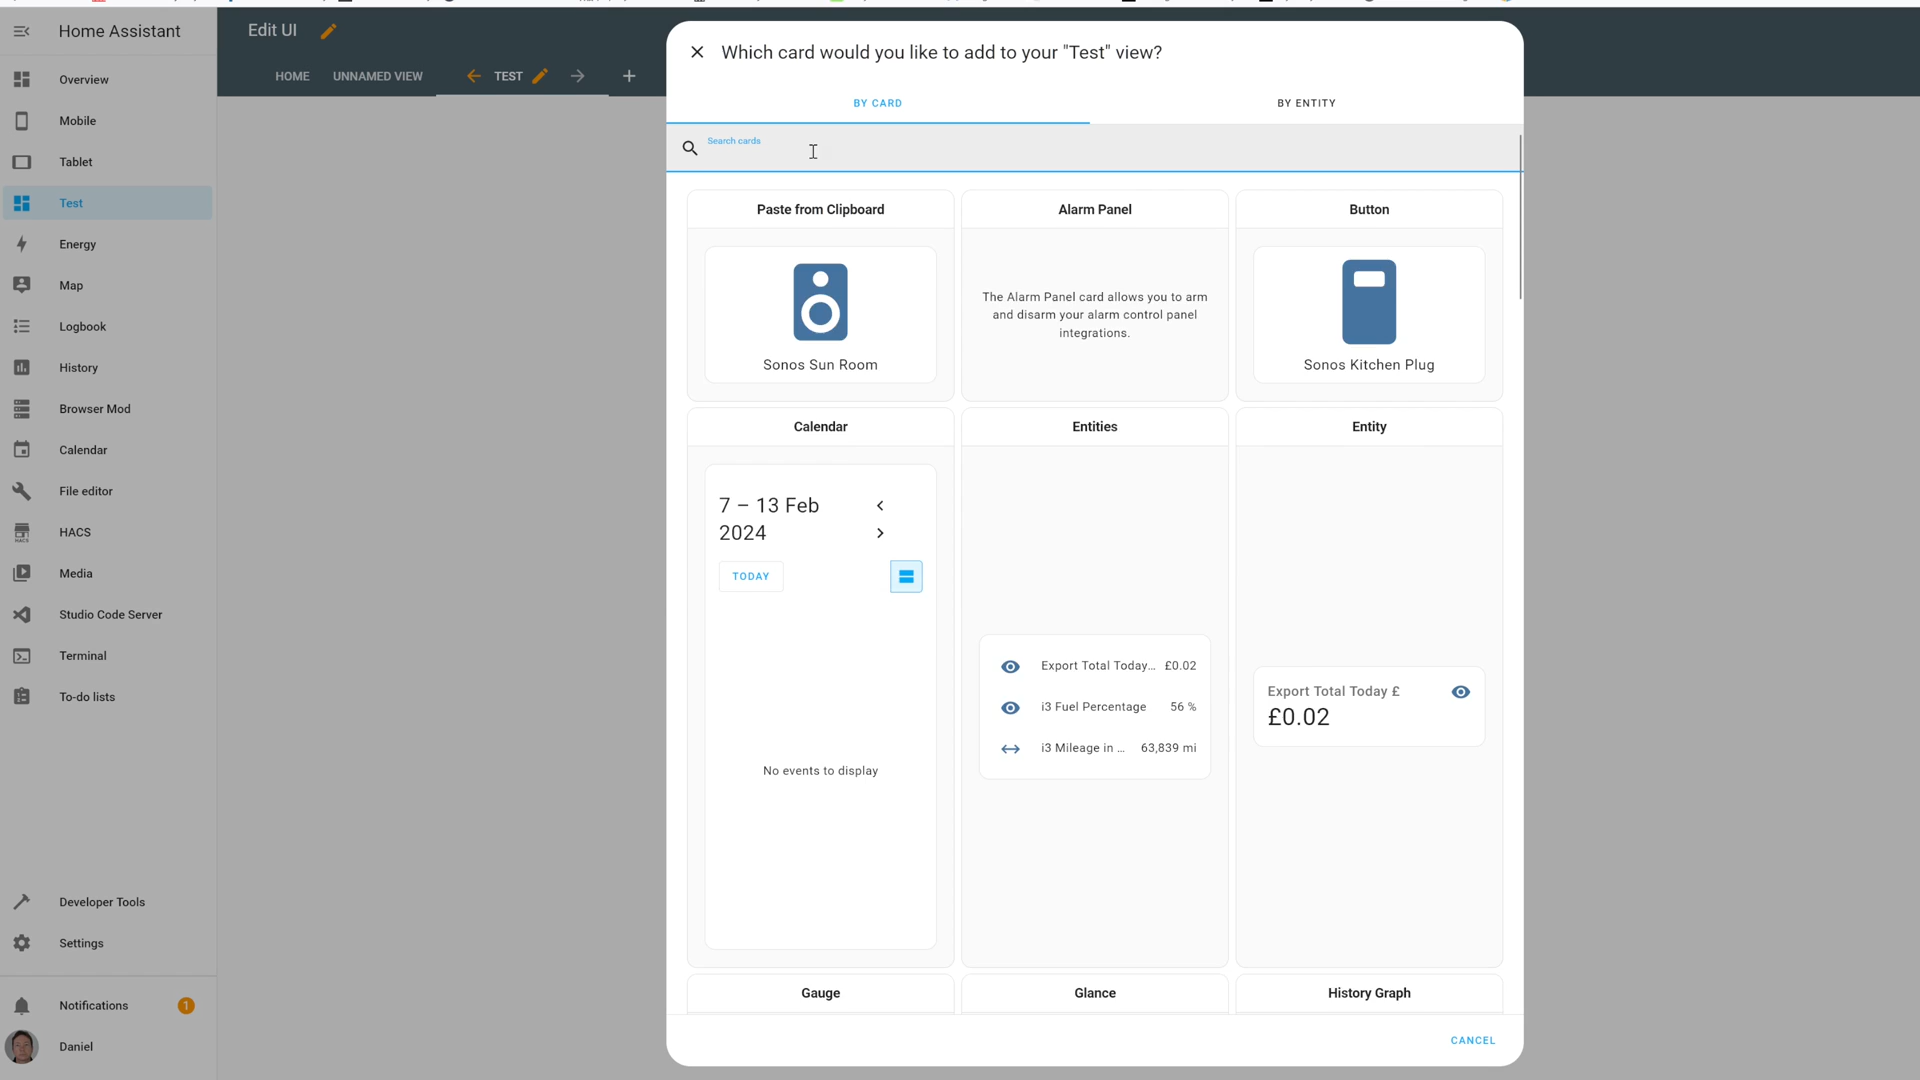 Home Assistant
Overview
Mobile
Tablet
Test
Energy
Map
Logbook
History
Browser Mod
Calendar
File editor
HACS
HACS
Media
Studio Code Server
Terminal
To-do lists
Developer Tools
Settings
Notifications
1
Daniel
Edit UI
HOME
UNNAMED VIEW
TEST
Which card would you like to add to your "Test" view?
BY CARD
BY ENTITY
Search cards
Paste from Clipboard
Sonos Sun Room
Alarm Panel
The Alarm Panel card allows you to arm
and disarm your alarm control panel
integrations.
Button
Sonos Kitchen Plug
Calendar
7 – 13 Feb
2024
TODAY
No events to display
Entities
Export Total Today... £0.02
i3 Fuel Percentage 56 %
i3 Mileage in ... 63,839 mi
Entity
Export Total Today £
£0.02
Gauge
Glance
History Graph
CANCEL